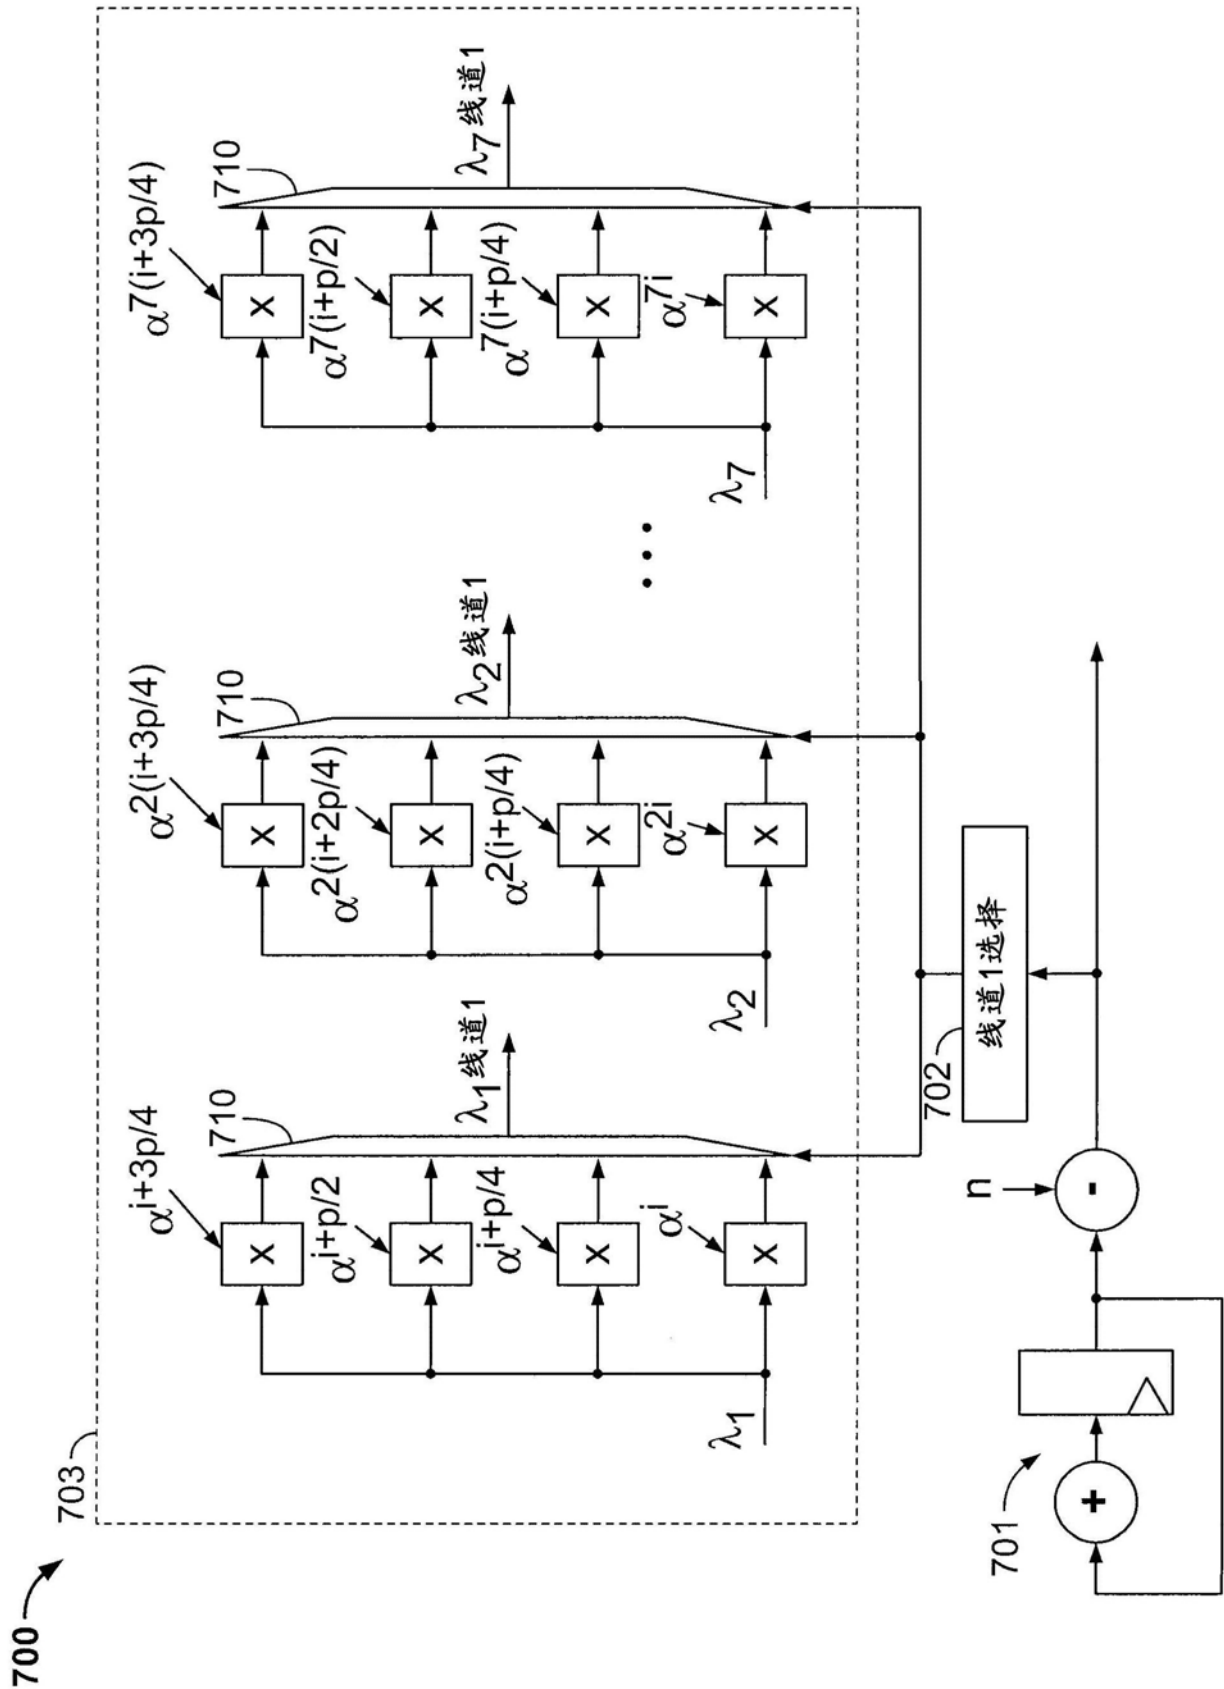 700
703
α^i+3p/4
710
α^i+p/2
α^i+p/4
α^i
X
X
X
X
λ₁
λ₁线道1
α^2(i+3p/4)
710
α^2(i+2p/4)
α^2(i+p/4)
α^2i
X
X
X
X
λ₂
λ₂线道1
α^7(i+3p/4)
710
α^7(i+p/2)
α^7(i+p/4)
α^7i
X
X
X
X
λ₇
λ₇线道1
702
线道1选择
701
+
n
-